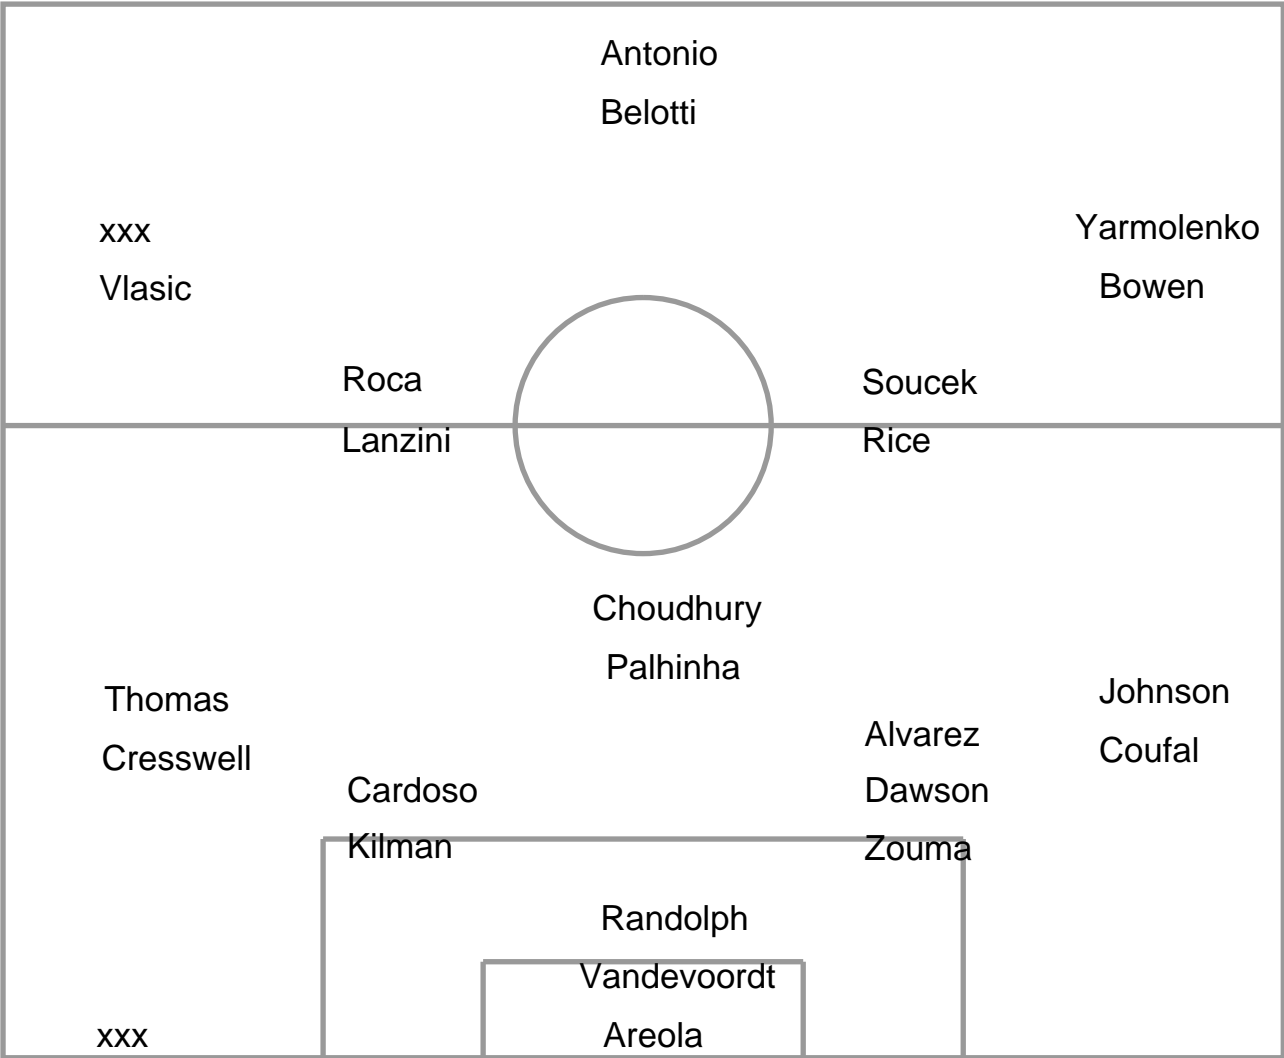 Antonio
Belotti
xxx
Vlasic
Yarmolenko
Bowen
Roca
Lanzini
Soucek
Rice
Choudhury
Palhinha
Thomas
Cresswell
Johnson
Coufal
Cardoso
Kilman
Alvarez
Dawson
Zouma
Randolph
Vandevoordt
Areola
xxx